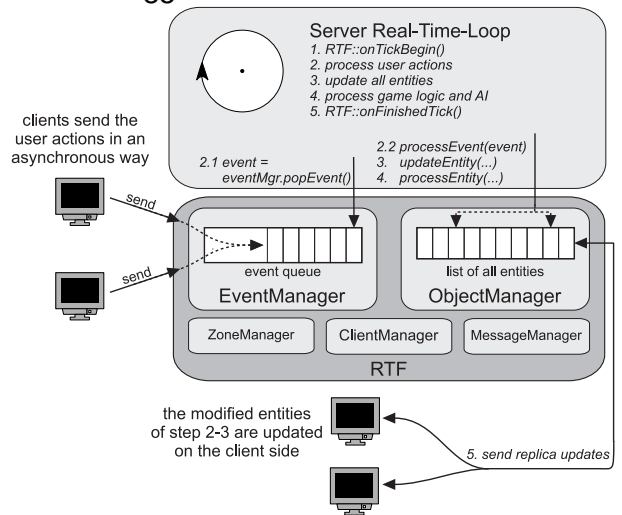 Server Real-Time-Loop
1. RTF::onTickBegin()
2. process user actions
3. update all entities
4. process game logic and AI
5. RTF::onFinishedTick()
clients send the
user actions in an
asynchronous way
2.1 event =
eventMgr.popEvent()
2.2 processEvent(event)
3. updateEntity(...)
4. processEntity(...)
send
send
event queue
EventManager
list of all entities
ObjectManager
ZoneManager
ClientManager
MessageManager
RTF
the modified entities
of step 2-3 are updated
on the client side
5. send replica updates